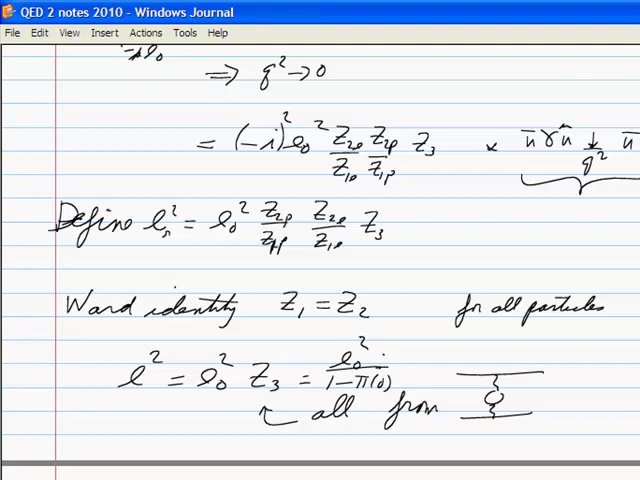 QED 2 notes 2010 - Windows Journal
File Edit View Insert Actions Tools Help
⟹ q² → 0
= (-i)² e₀² Z₂ₑ/Z₁ₑ Z₂ₚ/Z₁ₚ Z₃ × ū γ u 1/q² ū
Define eᵣ² = e₀² Z₂ₚ/Z₁ₚ Z₂ₑ/Z₁ₑ Z₃
Ward identity Z₁ = Z₂ for all particles
e² = e₀² Z₃ = e₀²/1-π(0)
all from